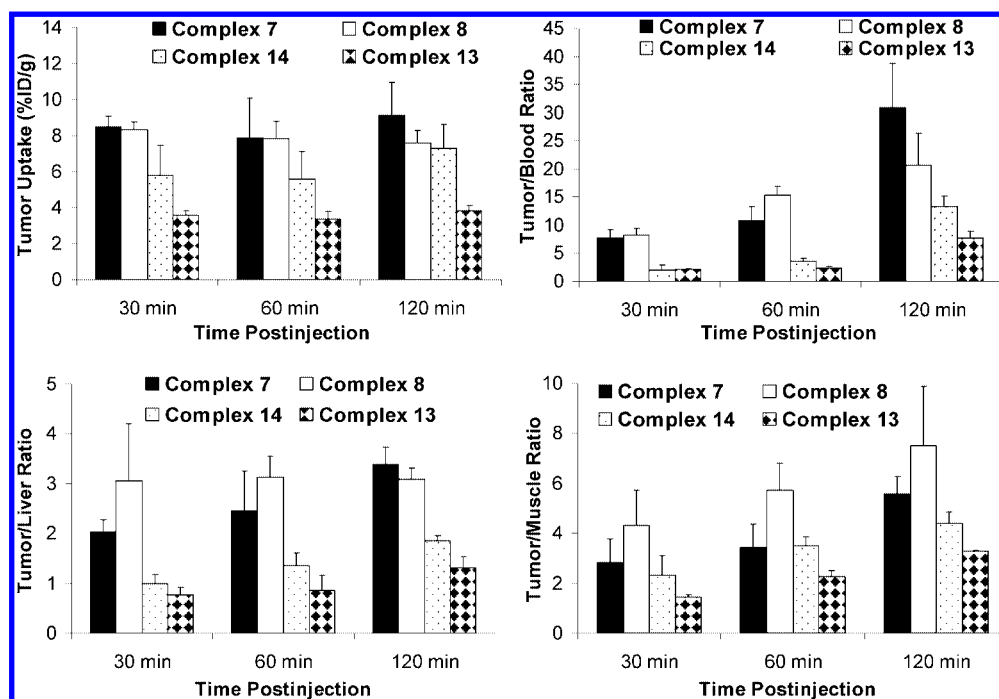 Complex 7
Complex 8
Complex 14
Complex 13
Tumor Uptake (%ID/g)
14
12
10
8
6
4
2
0
30 min
60 min
120 min
Time Postinjection
Complex 7
Complex 8
Complex 14
Complex 13
Tumor/Blood Ratio
45
40
35
30
25
20
15
10
5
0
30 min
60 min
120 min
Time Postinjection
Complex 7
Complex 8
Complex 14
Complex 13
Tumor/Liver Ratio
5
4
3
2
1
0
30 min
60 min
120 min
Time Postinjection
Complex 7
Complex 8
Complex 14
Complex 13
Tumor/Muscle Ratio
10
8
6
4
2
0
30 min
60 min
120 min
Time Postinjection